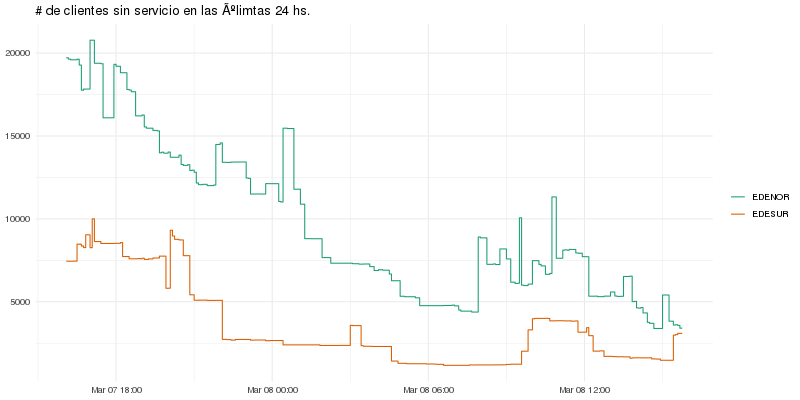 # de clientes sin servicio en las Ãºlimtas 24 hs.
20000
15000
10000
5000
Mar 07 18:00
Mar 08 00:00
Mar 08 06:00
Mar 08 12:00
EDENOR
EDESUR